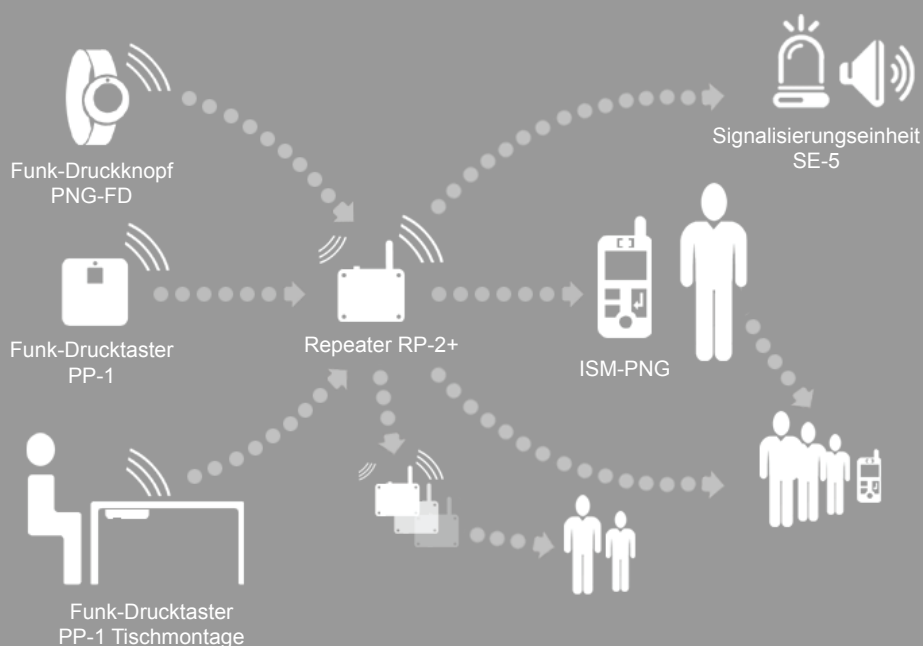 Funk-Druckknopf
PNG-FD
Signalisierungseinheit
SE-5
Funk-Drucktaster
PP-1
Repeater RP-2+
ISM-PNG
Funk-Drucktaster
PP-1 Tischmontage